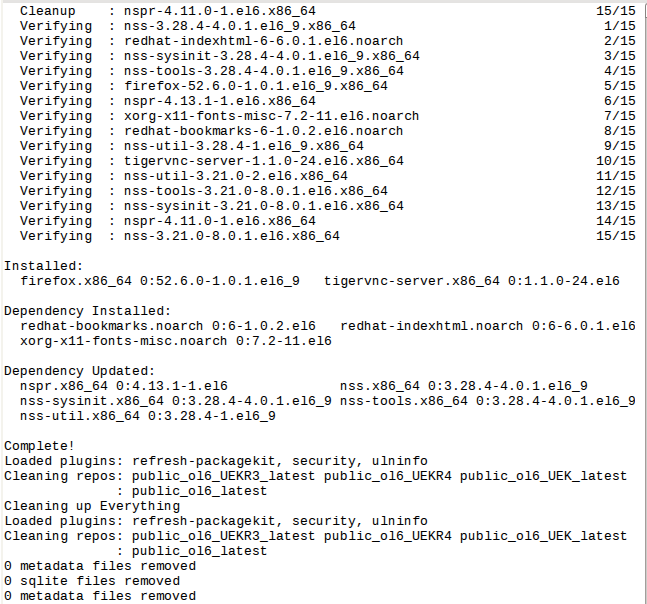 Cleanup    : nspr-4.11.0-1.el6.x86_64                                   15/15
Verifying  : nss-3.28.4-4.0.1.el6_9.x86_64                               1/15
Verifying  : redhat-indexhtml-6-6.0.1.el6.noarch                         2/15
Verifying  : nss-sysinit-3.28.4-4.0.1.el6_9.x86_64                       3/15
Verifying  : nss-tools-3.28.4-4.0.1.el6_9.x86_64                         4/15
Verifying  : firefox-52.6.0-1.0.1.el6_9.x86_64                           5/15
Verifying  : nspr-4.13.1-1.el6.x86_64                                    6/15
Verifying  : xorg-x11-fonts-misc-7.2-11.el6.noarch                       7/15
Verifying  : redhat-bookmarks-6-1.0.2.el6.noarch                         8/15
Verifying  : nss-util-3.28.4-1.el6_9.x86_64                              9/15
Verifying  : tigervnc-server-1.1.0-24.el6.x86_64                        10/15
Verifying  : nss-util-3.21.0-2.el6.x86_64                               11/15
Verifying  : nss-tools-3.21.0-8.0.1.el6.x86_64                          12/15
Verifying  : nss-sysinit-3.21.0-8.0.1.el6.x86_64                        13/15
Verifying  : nspr-4.11.0-1.el6.x86_64                                   14/15
Verifying  : nss-3.21.0-8.0.1.el6.x86_64                                15/15
Installed:
firefox.x86_64 0:52.6.0-1.0.1.el6_9   tigervnc-server.x86_64 0:1.1.0-24.el6
Dependency Installed:
redhat-bookmarks.noarch 0:6-1.0.2.el6   redhat-indexhtml.noarch 0:6-6.0.1.el6
xorg-x11-fonts-misc.noarch 0:7.2-11.el6
Dependency Updated:
nspr.x86_64 0:4.13.1-1.el6              nss.x86_64 0:3.28.4-4.0.1.el6_9
nss-sysinit.x86_64 0:3.28.4-4.0.1.el6_9 nss-tools.x86_64 0:3.28.4-4.0.1.el6_9
nss-util.x86_64 0:3.28.4-1.el6_9
Complete!
Loaded plugins: refresh-packagekit, security, ulninfo
Cleaning repos: public_ol6_UEKR3_latest public_ol6_UEKR4 public_ol6_UEK_latest
: public_ol6_latest
Cleaning up Everything
Loaded plugins: refresh-packagekit, security, ulninfo
Cleaning repos: public_ol6_UEKR3_latest public_ol6_UEKR4 public_ol6_UEK_latest
: public_ol6_latest
0 metadata files removed
0 sqlite files removed
0 metadata files removed